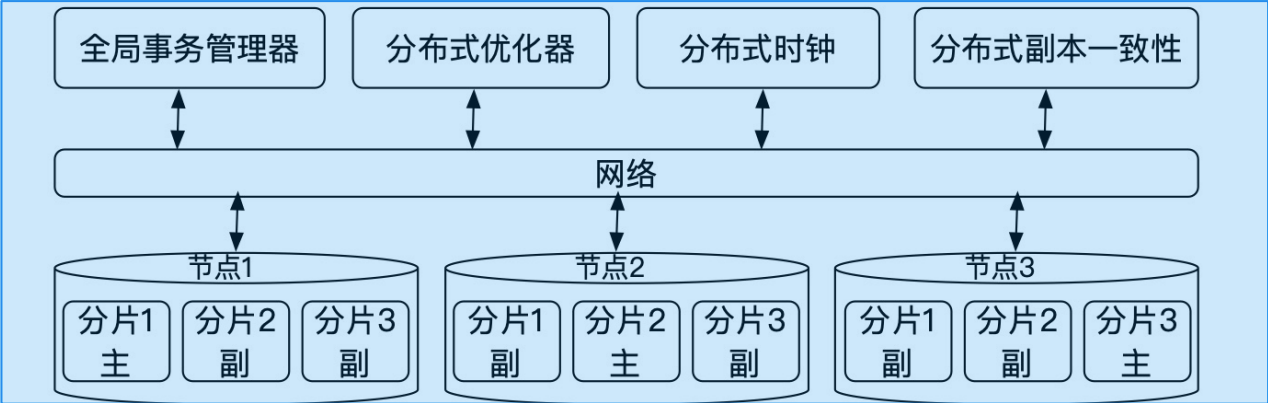 全局事务管理器
分布式优化器
分布式时钟
分布式副本一致性
网络
节点1
节点2
节点3
分片1
主
分片2
副
分片3
副
分片1
副
分片2
主
分片3
副
分片1
副
分片2
副
分片3
主